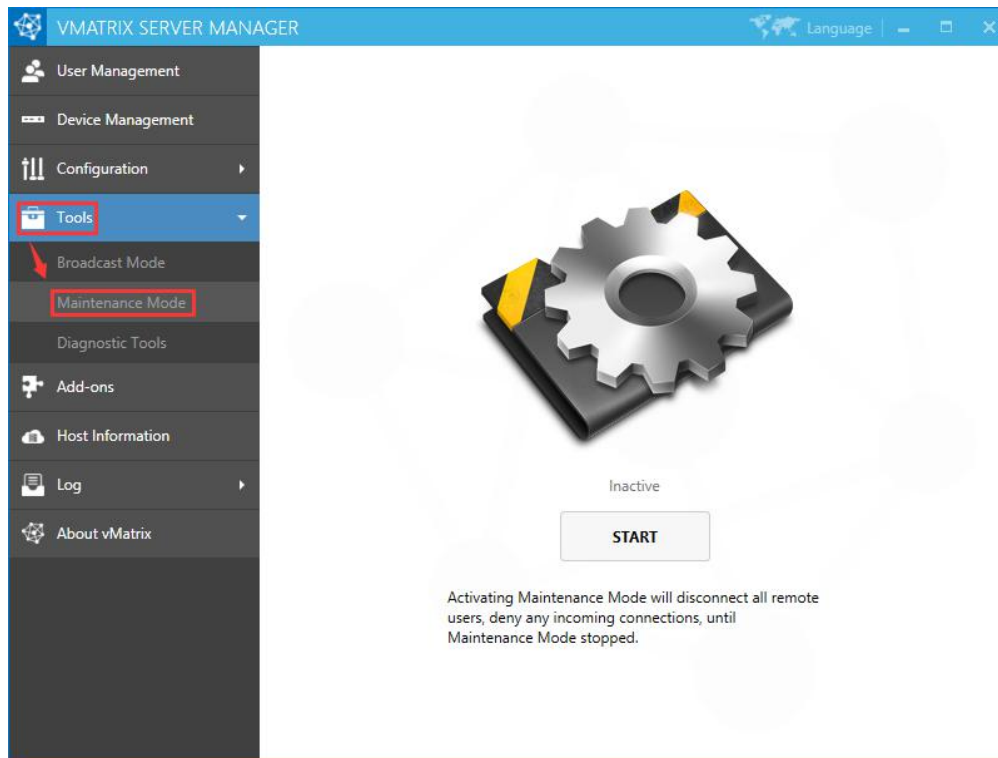 VMATRIX SERVER MANAGER
Language
User Management
Device Management
Configuration
Tools
Broadcast Mode
Maintenance Mode
Diagnostic Tools
Add-ons
Host Information
Log
About vMatrix
Inactive
START
Activating Maintenance Mode will disconnect all remote
users, deny any incoming connections, until
Maintenance Mode stopped.